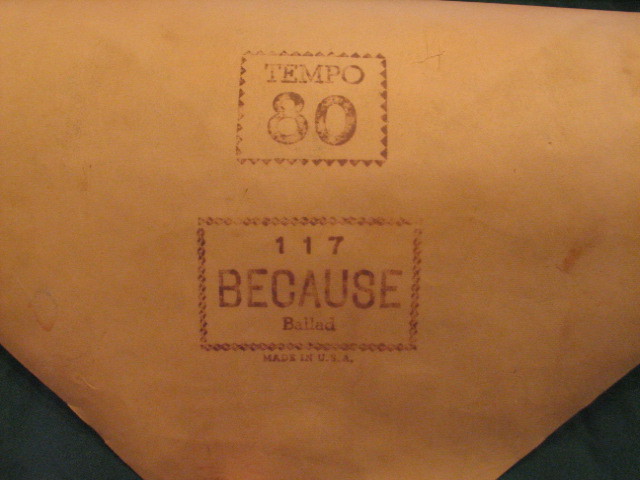 TEMPO
80
117
BECAUSE
Ballad
MADE IN U.S.A.